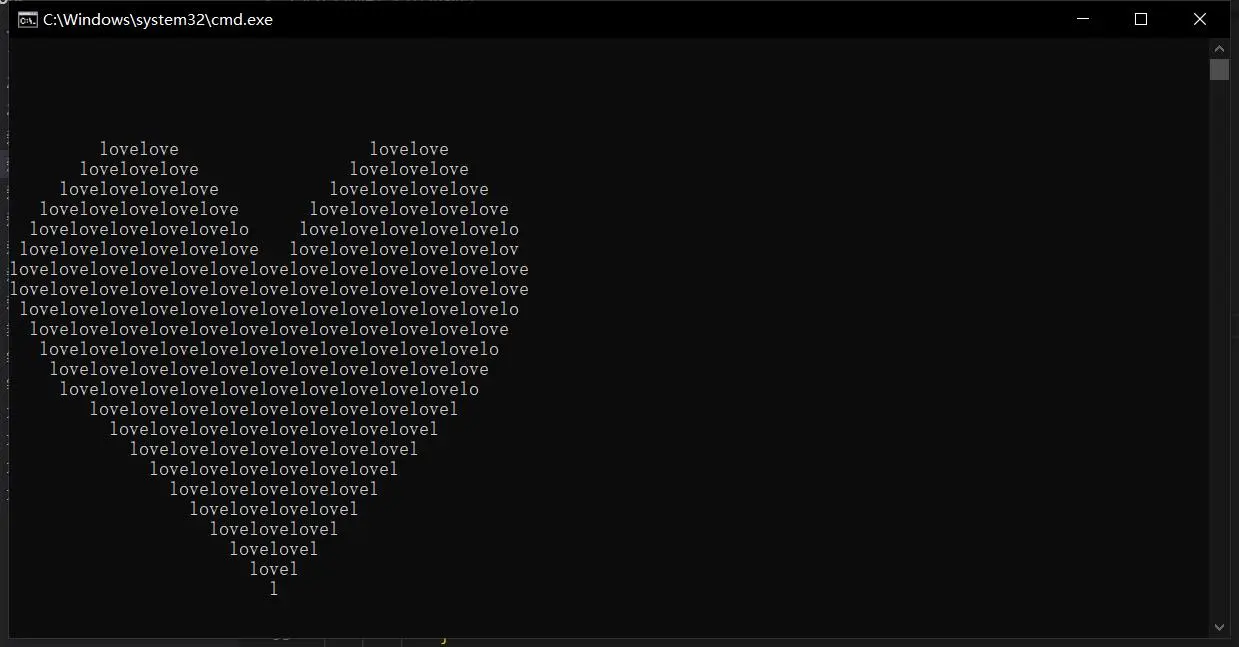 C:\Windows\system32\cmd.exe
lovelove lovelove
lovelovelove lovelovelove
lovelovelovelove lovelovelovelove
lovelovelovelovelove lovelovelovelovelove
lovelovelovelovelovelo lovelovelovelovelovelo
lovelovelovelovelovelove lovelovelovelovelovelov
lovelovelovelovelovelovelovelovelovelovelovelovelove
lovelovelovelovelovelovelovelovelovelovelovelovelove
lovelovelovelovelovelovelovelovelovelovelovelovelo
lovelovelovelovelovelovelovelovelovelovelovelove
lovelovelovelovelovelovelovelovelovelovelovelo
lovelovelovelovelovelovelovelovelovelovelove
lovelovelovelovelovelovelovelovelovelovelo
lovelovelovelovelovelovelovelovelovel
lovelovelovelovelovelovelovelovel
lovelovelovelovelovelovelovel
lovelovelovelovelovelovel
lovelovelovelovelovel
lovelovelovelovel
lovelovelovel
lovelovel
lovel
l